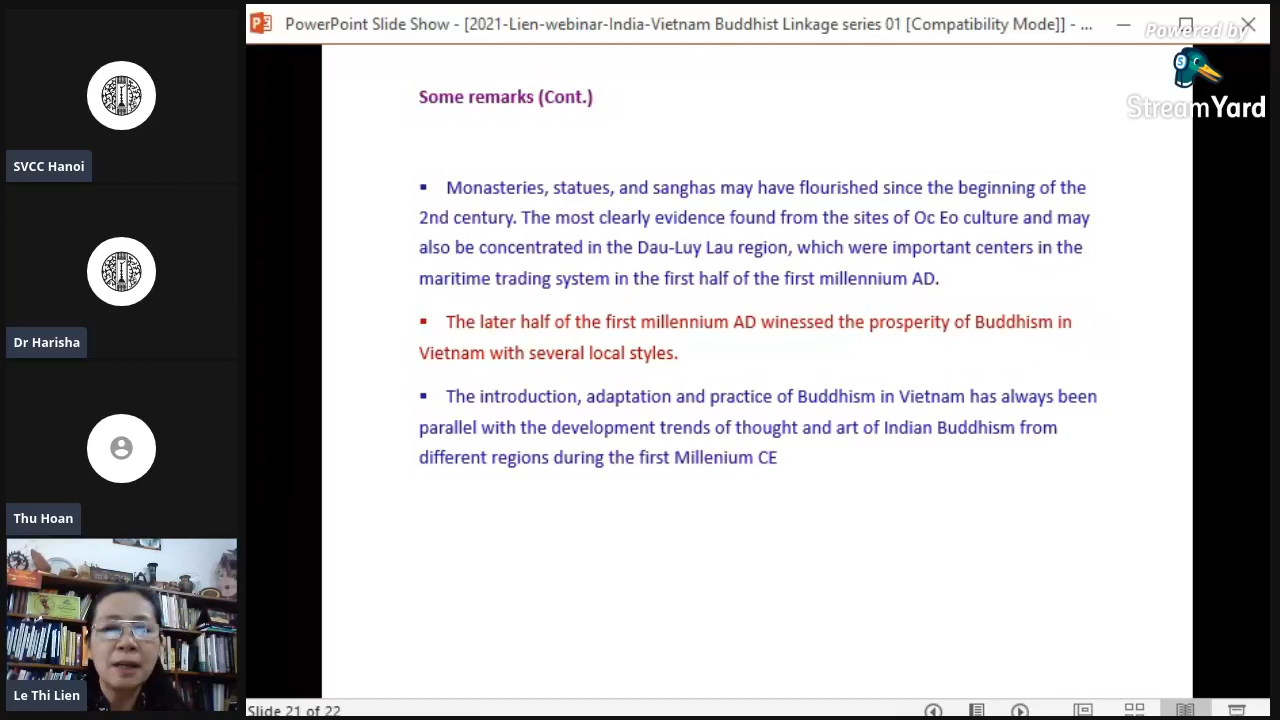 PowerPoint Slide Show - [2021-Lien-webinar-India-Vietnam Buddhist Linkage series 01 [Compatibility Mode]] - ...
Powered by
StreamYard
Some remarks (Cont.)
▪ Monasteries, statues, and sanghas may have flourished since the beginning of the
2nd century. The most clearly evidence found from the sites of Oc Eo culture and may
also be concentrated in the Dau-Luy Lau region, which were important centers in the
maritime trading system in the first half of the first millennium AD.
▪ The later half of the first millennium AD winessed the prosperity of Buddhism in
Vietnam with several local styles.
▪ The introduction, adaptation and practice of Buddhism in Vietnam has always been
parallel with the development trends of thought and art of Indian Buddhism from
different regions during the first Millenium CE
Slide 21 of 22
SVCC Hanoi
Dr Harisha
Thu Hoan
Le Thi Lien